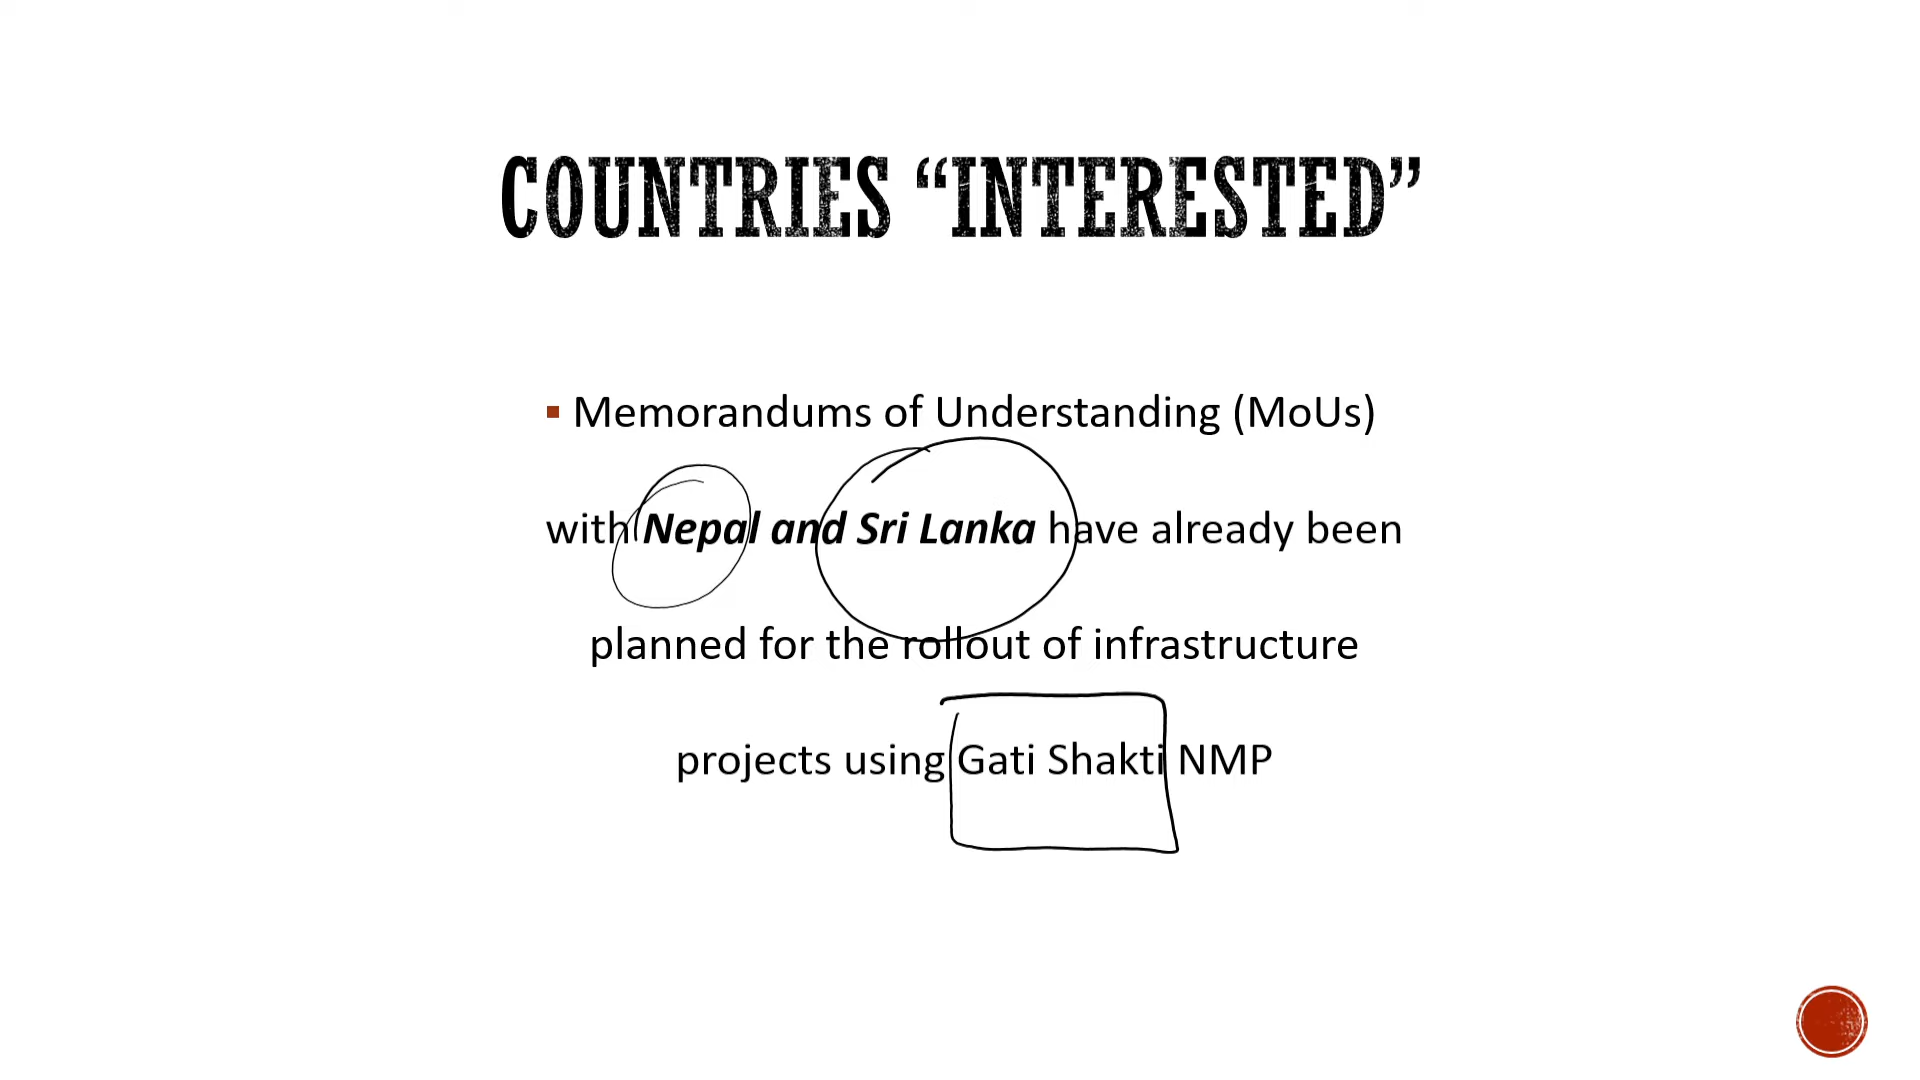 COUNTRIES “INTERESTED”
▪ Memorandums of Understanding (MoUs)
with Nepal and Sri Lanka have already been
planned for the rollout of infrastructure
projects using Gati Shakti NMP